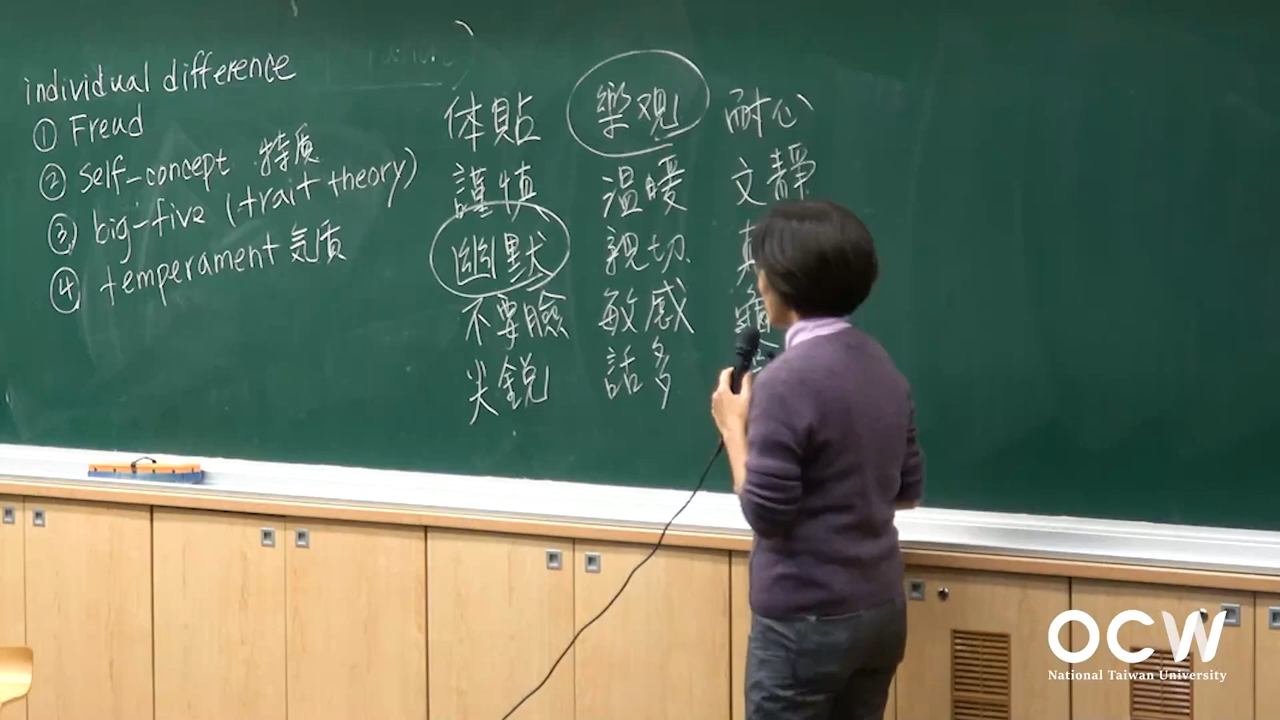 individual difference
① Freud
② Self-concept 特质
③ big-five (trait theory)
④ temperament 気质
体貼 樂观 耐心
謹慎 温暖 文靜
幽默 親切
不要臉 敏感
尖銳 話多
OCW
National Taiwan University